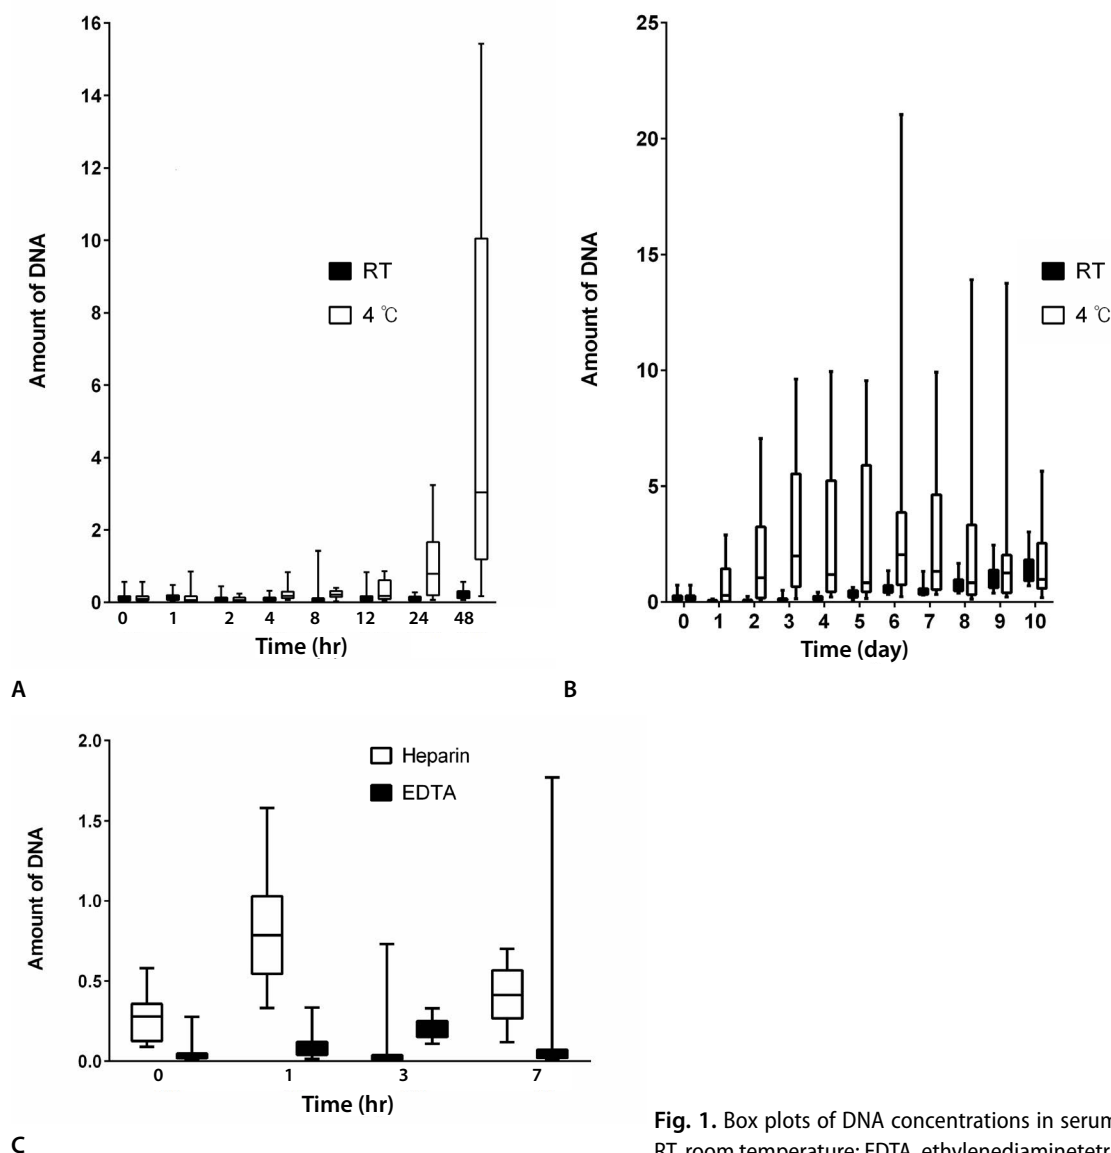 16
14
12
10
8
6
4
2
0
Amount of DNA
RT
4 ℃
0 1 2 4 8 12 24 48
Time (hr)
A
25
20
15
10
5
0
Amount of DNA
RT
4 ℃
0 1 2 3 4 5 6 7 8 9 10
Time (day)
B
2.0
1.5
1.0
0.5
0.0
Amount of DNA
Heparin
EDTA
0 1 3 7
Time (hr)
C
Fig. 1. Box plots of DNA concentrations in serum
RT, room temperature; EDTA,